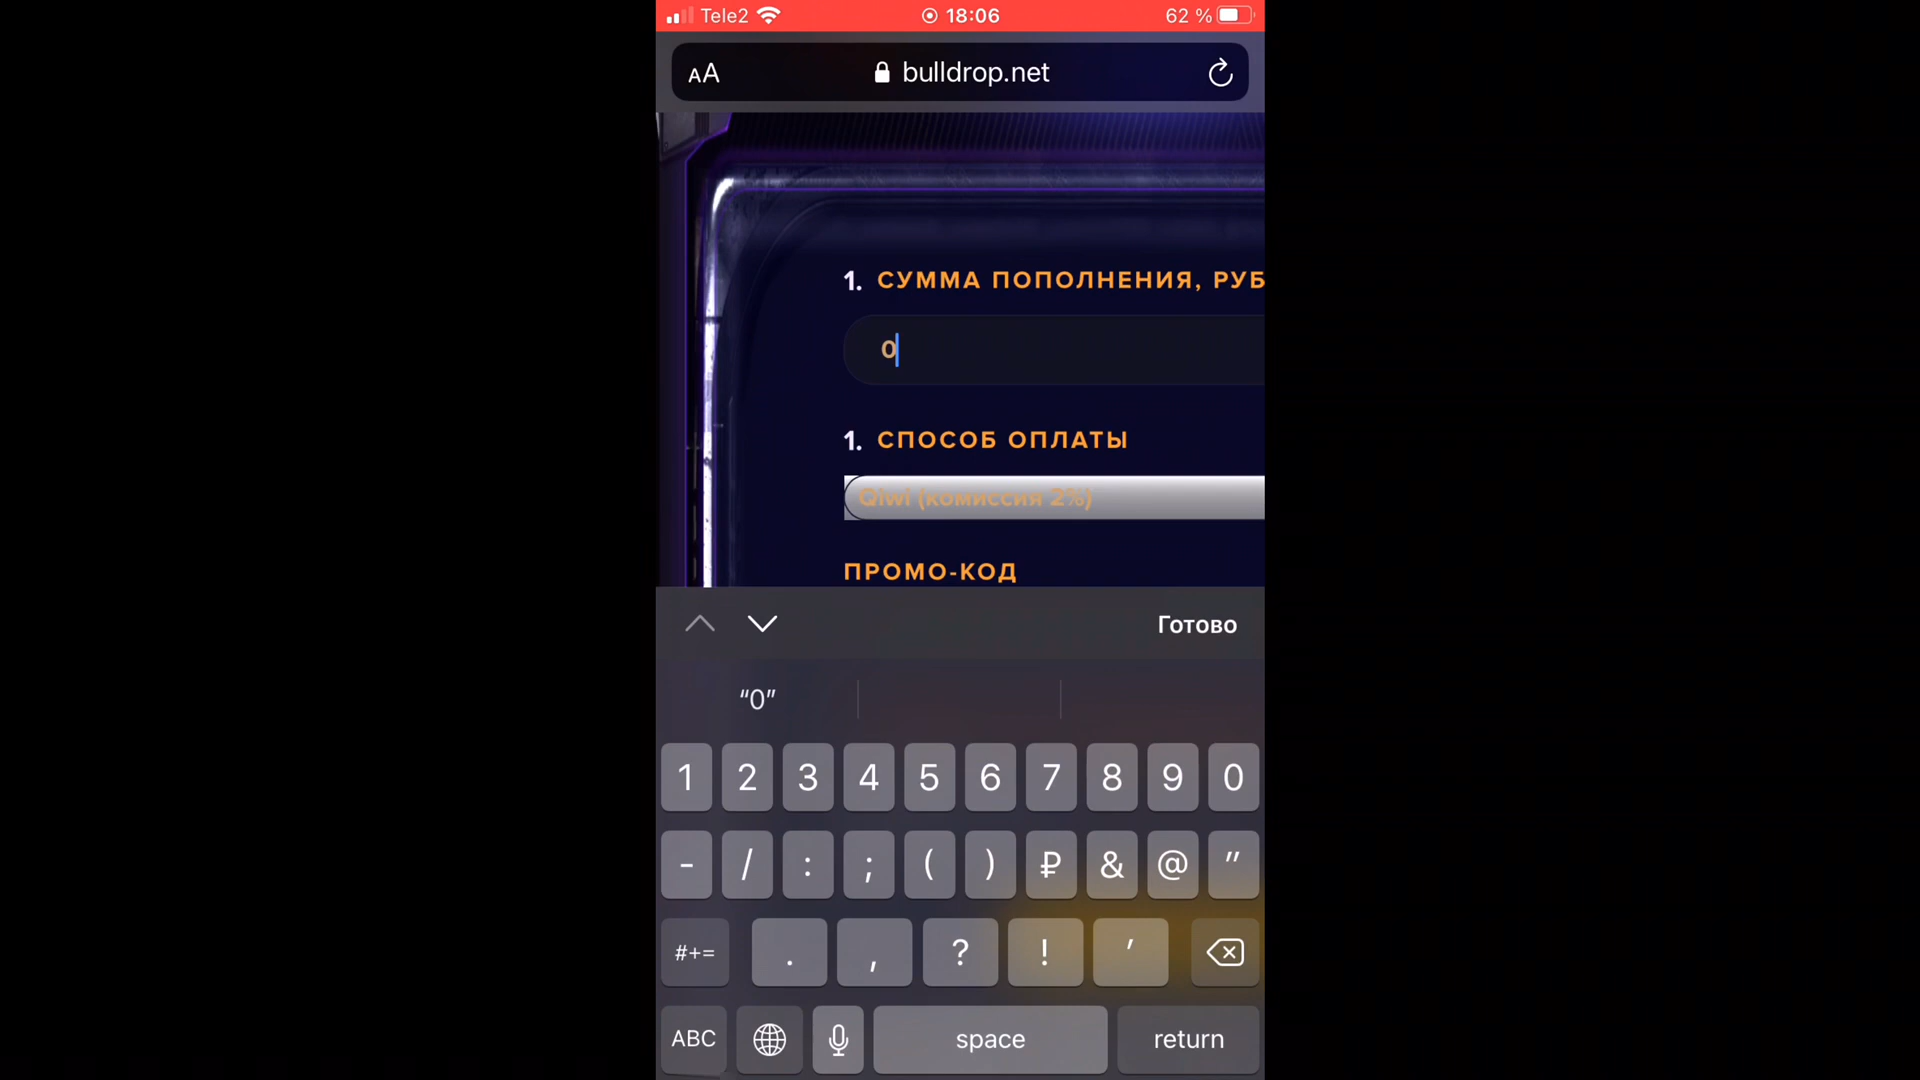 Tele2 18:06 62 %
AA bulldrop.net
1. СУММА ПОПОЛНЕНИЯ, РУБ
0
1. СПОСОБ ОПЛАТЫ
Qiwi (комиссия 2%)
ПРОМО-КОД
Готово
“0”
1 2 3 4 5 6 7 8 9 0
- / : ; ( ) ₽ & @ "
#+= . , ? ! '
ABC space return